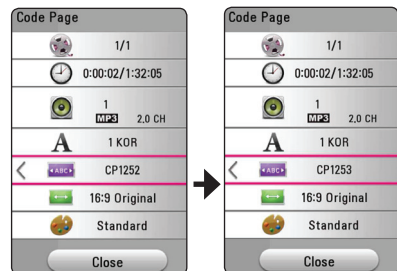 Code Page
1/1
0:00:02/1:32:05
1
MP3 2,0 CH
A 1 KOR
ABC CP1252
16:9 Original
Standard
Close
Code Page
1/1
0:00:02/1:32:05
1
MP3 2,0 CH
A 1 KOR
ABC CP1253
16:9 Original
Standard
Close